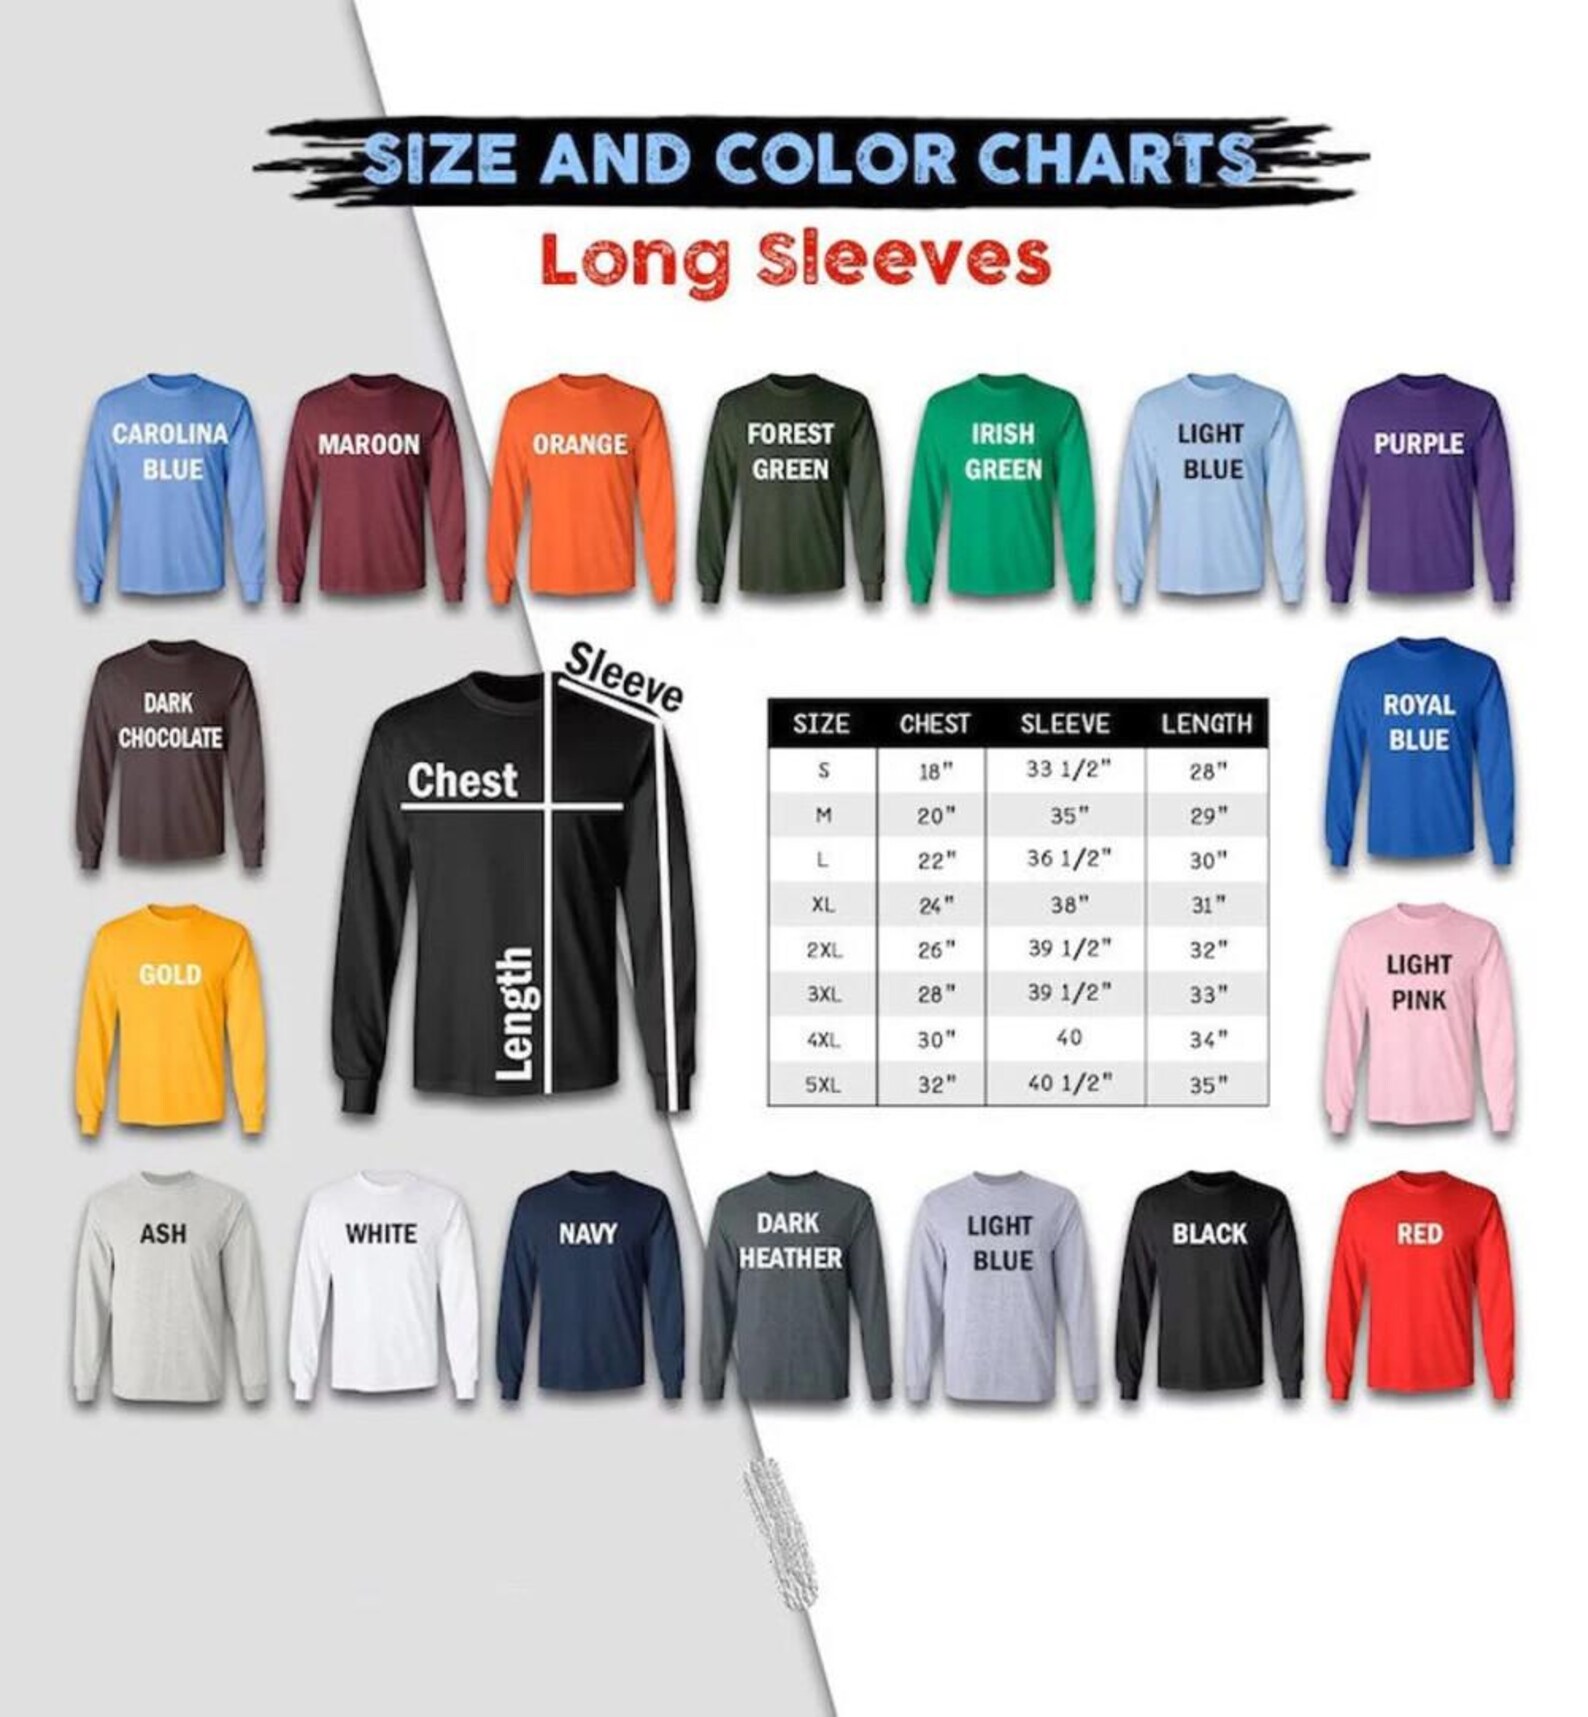 SIZE AND COLOR CHARTS
Long Sleeves
CAROLINA
BLUE
MAROON
ORANGE
FOREST
GREEN
IRISH
GREEN
LIGHT
BLUE
PURPLE
DARK
CHOCOLATE
Sleeve
Chest
Length
SIZE CHEST SLEEVE LENGTH
S 18" 33 1/2" 28"
M 20" 35" 29"
L 22" 36 1/2" 30"
XL 24" 38" 31"
2XL 26" 39 1/2" 32"
3XL 28" 39 1/2" 33"
4XL 30" 40 34"
5XL 32" 40 1/2" 35"
ROYAL
BLUE
GOLD
LIGHT
PINK
ASH
WHITE
NAVY
DARK
HEATHER
LIGHT
BLUE
BLACK
RED